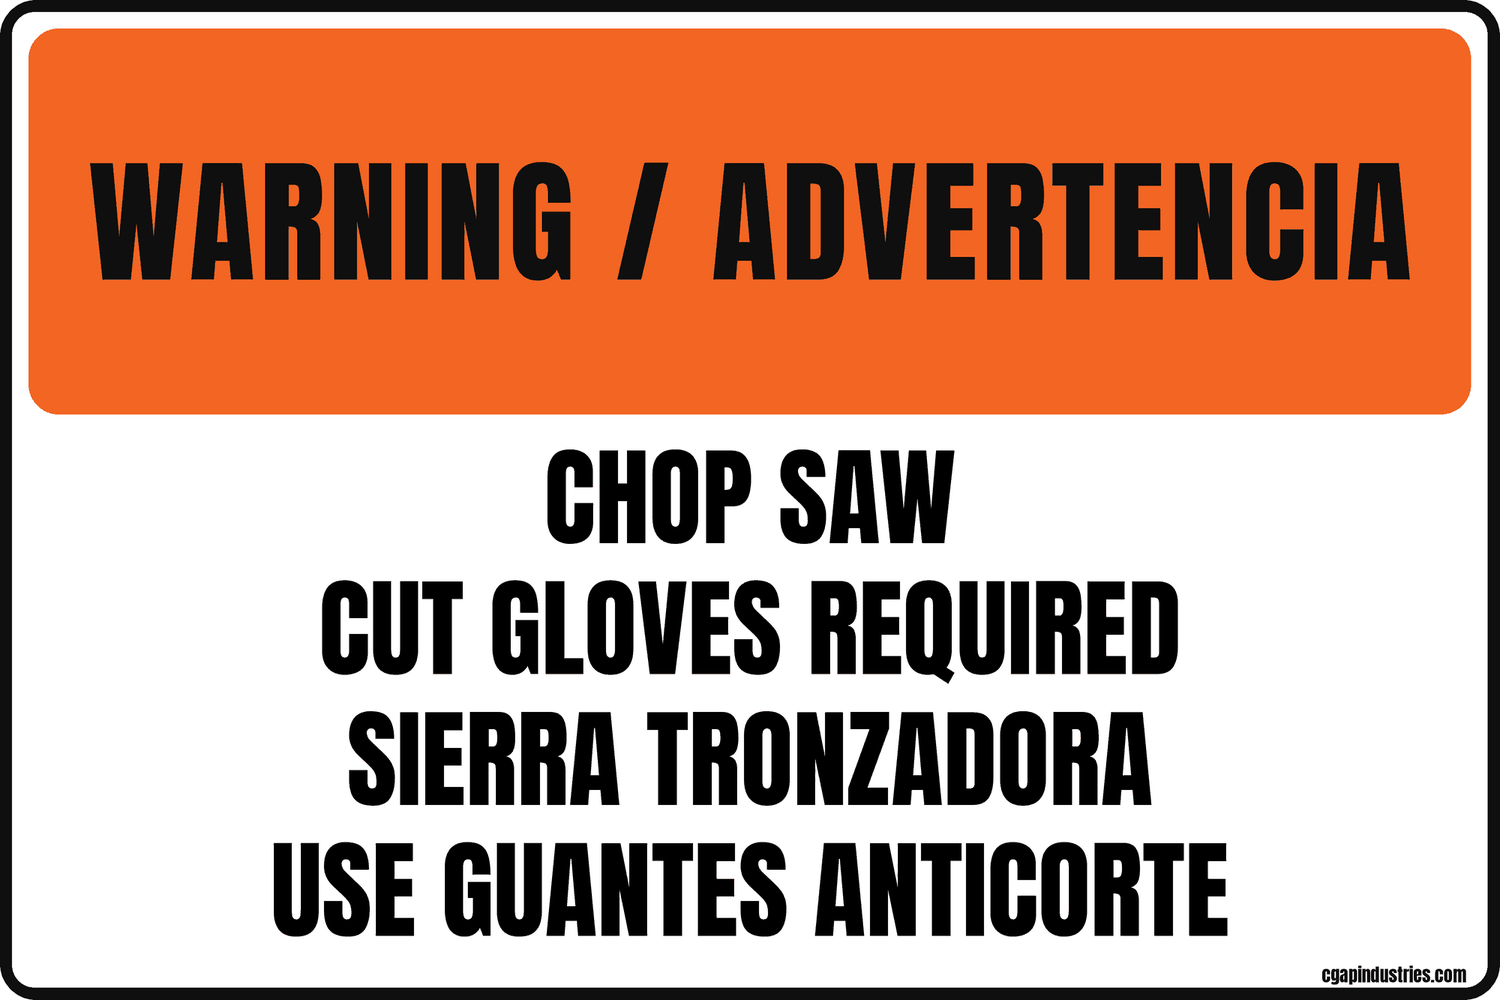 WARNING / ADVERTENCIA
CHOP SAW
CUT GLOVES REQUIRED
SIERRA TRONZADORA
USE GUANTES ANTICORTE
cgapindustries.com